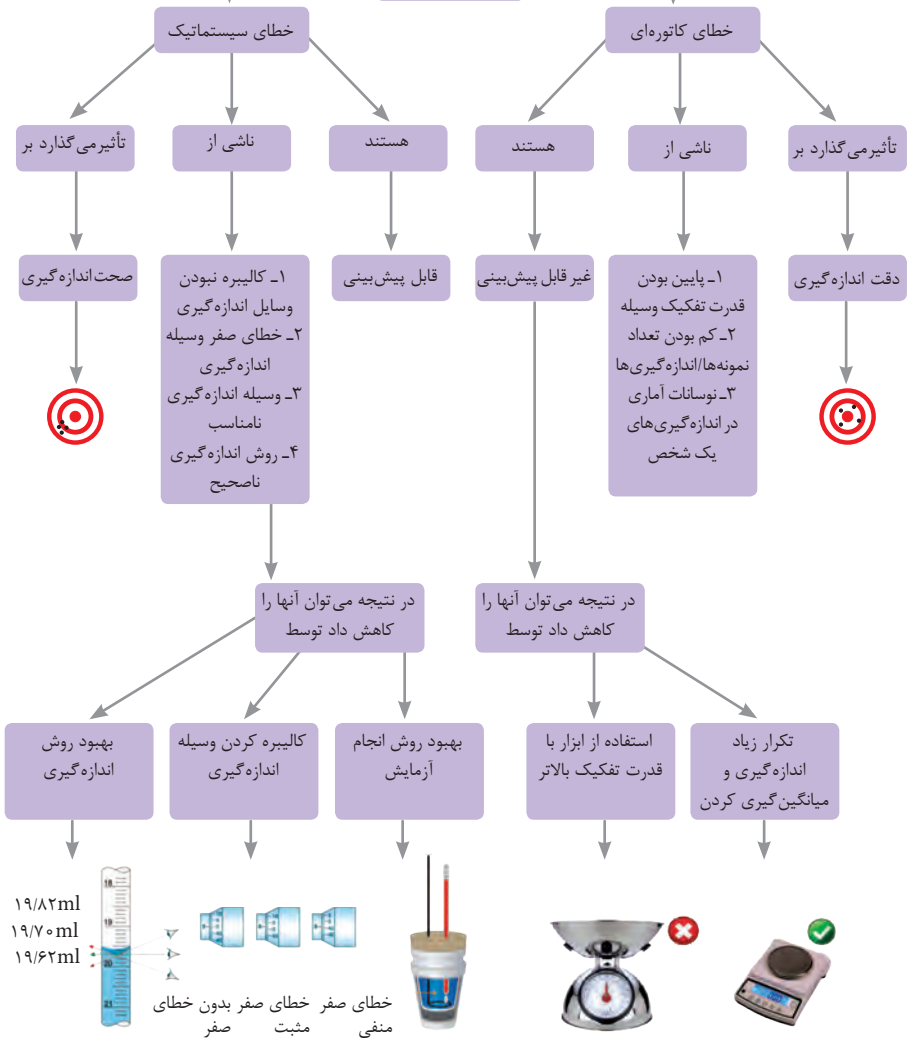 خطای کاتوره‌ای
خطای سیستماتیک
تأثیرمی‌گذارد بر
ناشی از
هستند
هستند
ناشی از
تأثیرمی‌گذارد بر
دقت اندازه‌گیری
۱ـ پایین بودن
قدرت تفکیک وسیله
۲ـ کم بودن تعداد
نمونه‌ها/اندازه‌گیری‌ها
۳ـ نوسانات آماری
در اندازه‌گیری‌های
یک شخص
غیر قابل پیش‌بینی
قابل پیش‌بینی
۱ـ کالیبره نبودن
وسایل اندازه‌گیری
۲ـ خطای صفر وسیله
اندازه‌گیری
۳ـ وسیله اندازه‌گیری
نامناسب
۴ـ روش اندازه‌گیری
ناصحیح
صحت‌اندازه‌گیری
در نتیجه می‌توان آنها را
کاهش داد توسط
در نتیجه می‌توان آنها را
کاهش داد توسط
تکرار زیاد
اندازه‌گیری و
میانگین‌گیری کردن
استفاده از ابزار با
قدرت تفکیک بالاتر
بهبود روش انجام
آزمایش
کالیبره کردن وسیله
اندازه‌گیری
بهبود روش
اندازه‌گیری
۱۹/۸۲ml
۱۹/۷۰ml
۱۹/۶۲ml
18
19
20
21
خطای صفر
منفی
خطای صفر
مثبت
بدون خطای
صفر